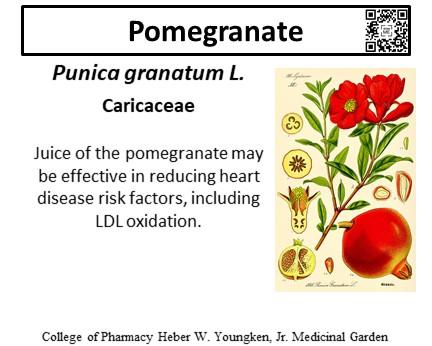 Pomegranate
Punica granatum L.
Caricaceae
Juice of the pomegranate may
be effective in reducing heart
disease risk factors, including
LDL oxidation.
College of Pharmacy Heber W. Youngken, Jr. Medicinal Garden